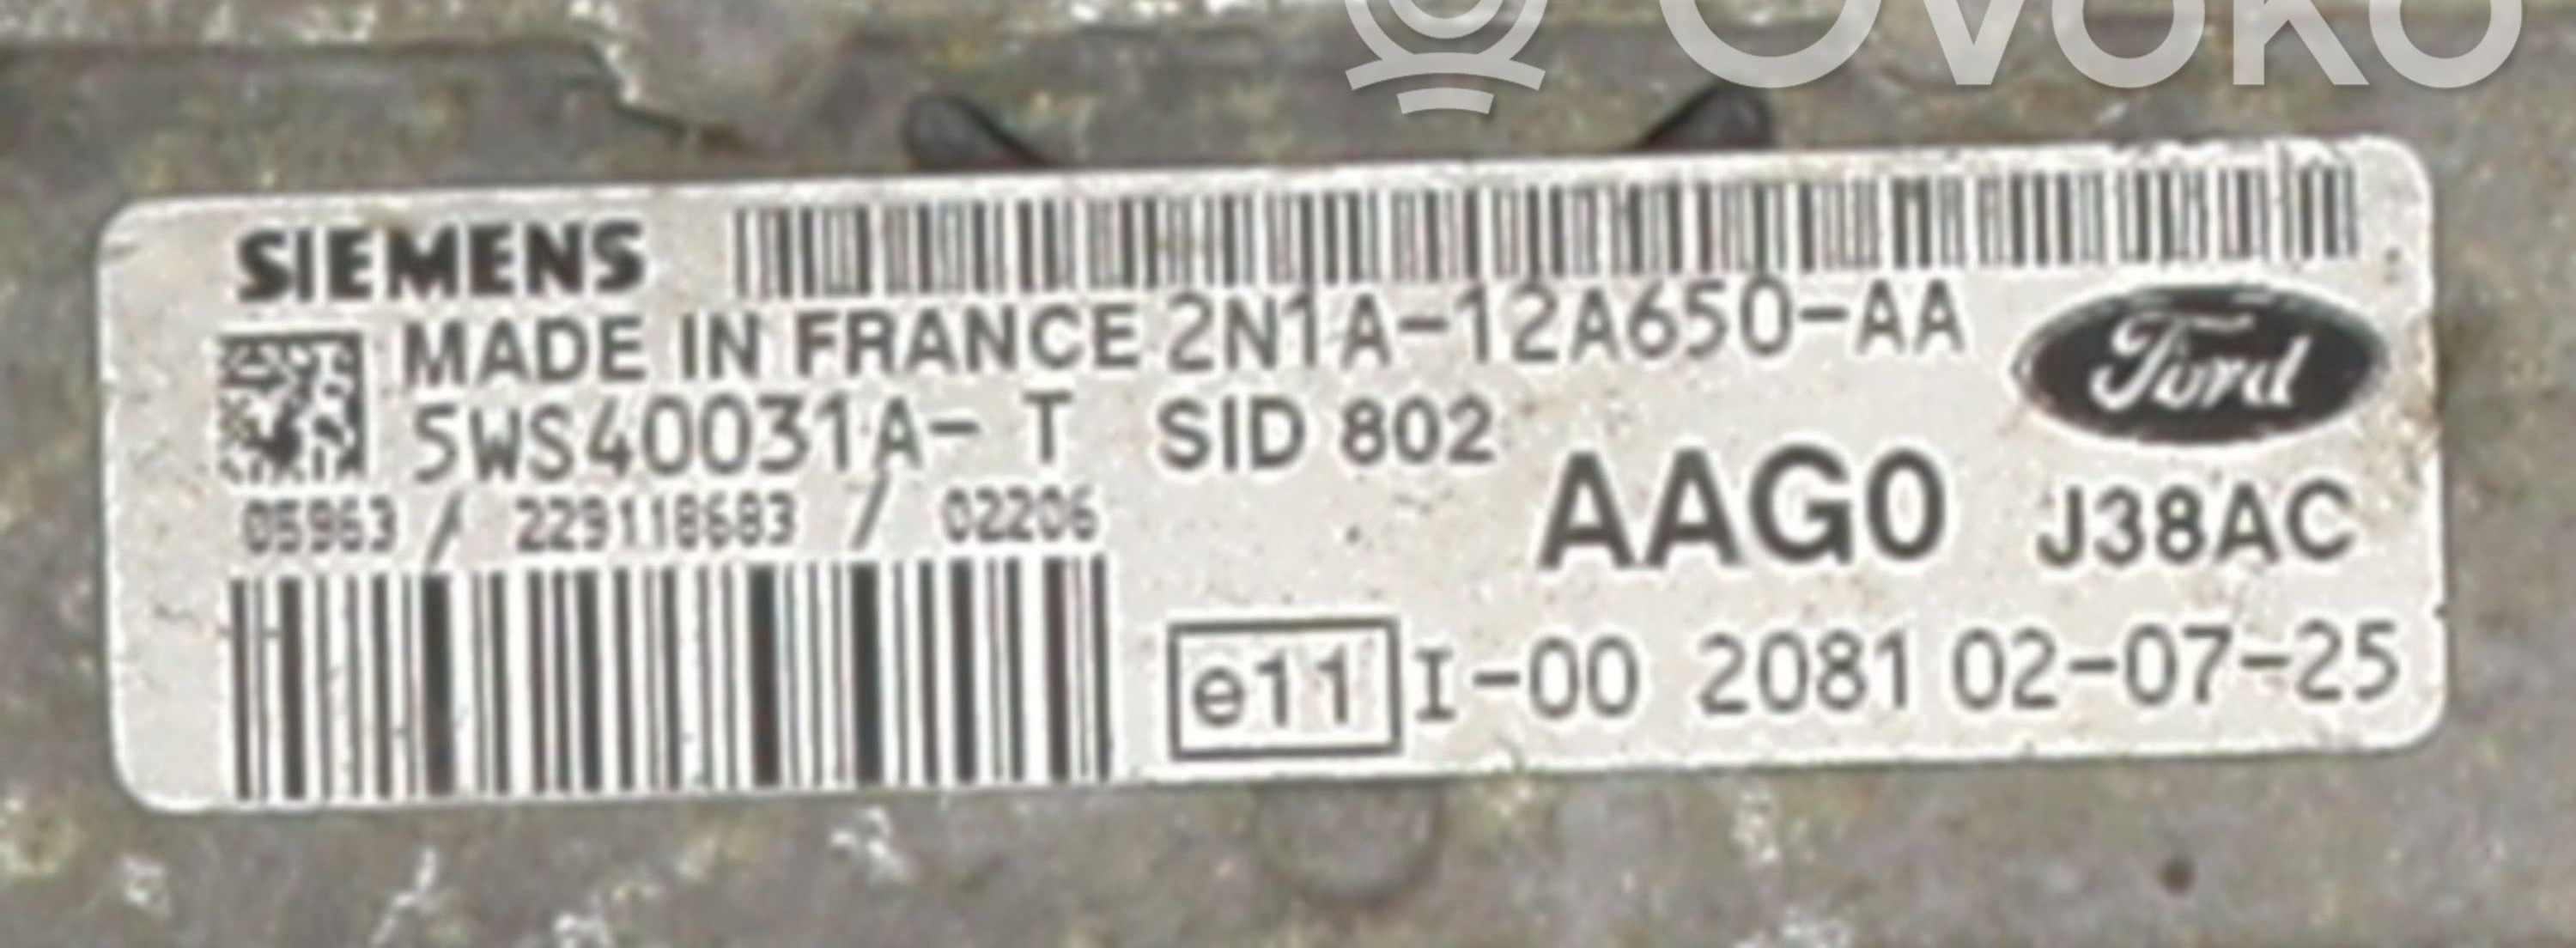 Ovoko
SIEMENS
MADE IN FRANCE 2N1A-12A650-AA
Ford
5WS40031A- T SID 802
AAG0 J38AC
05963 / 229118683 / 02206
e11 I-00 2081 02-07-25